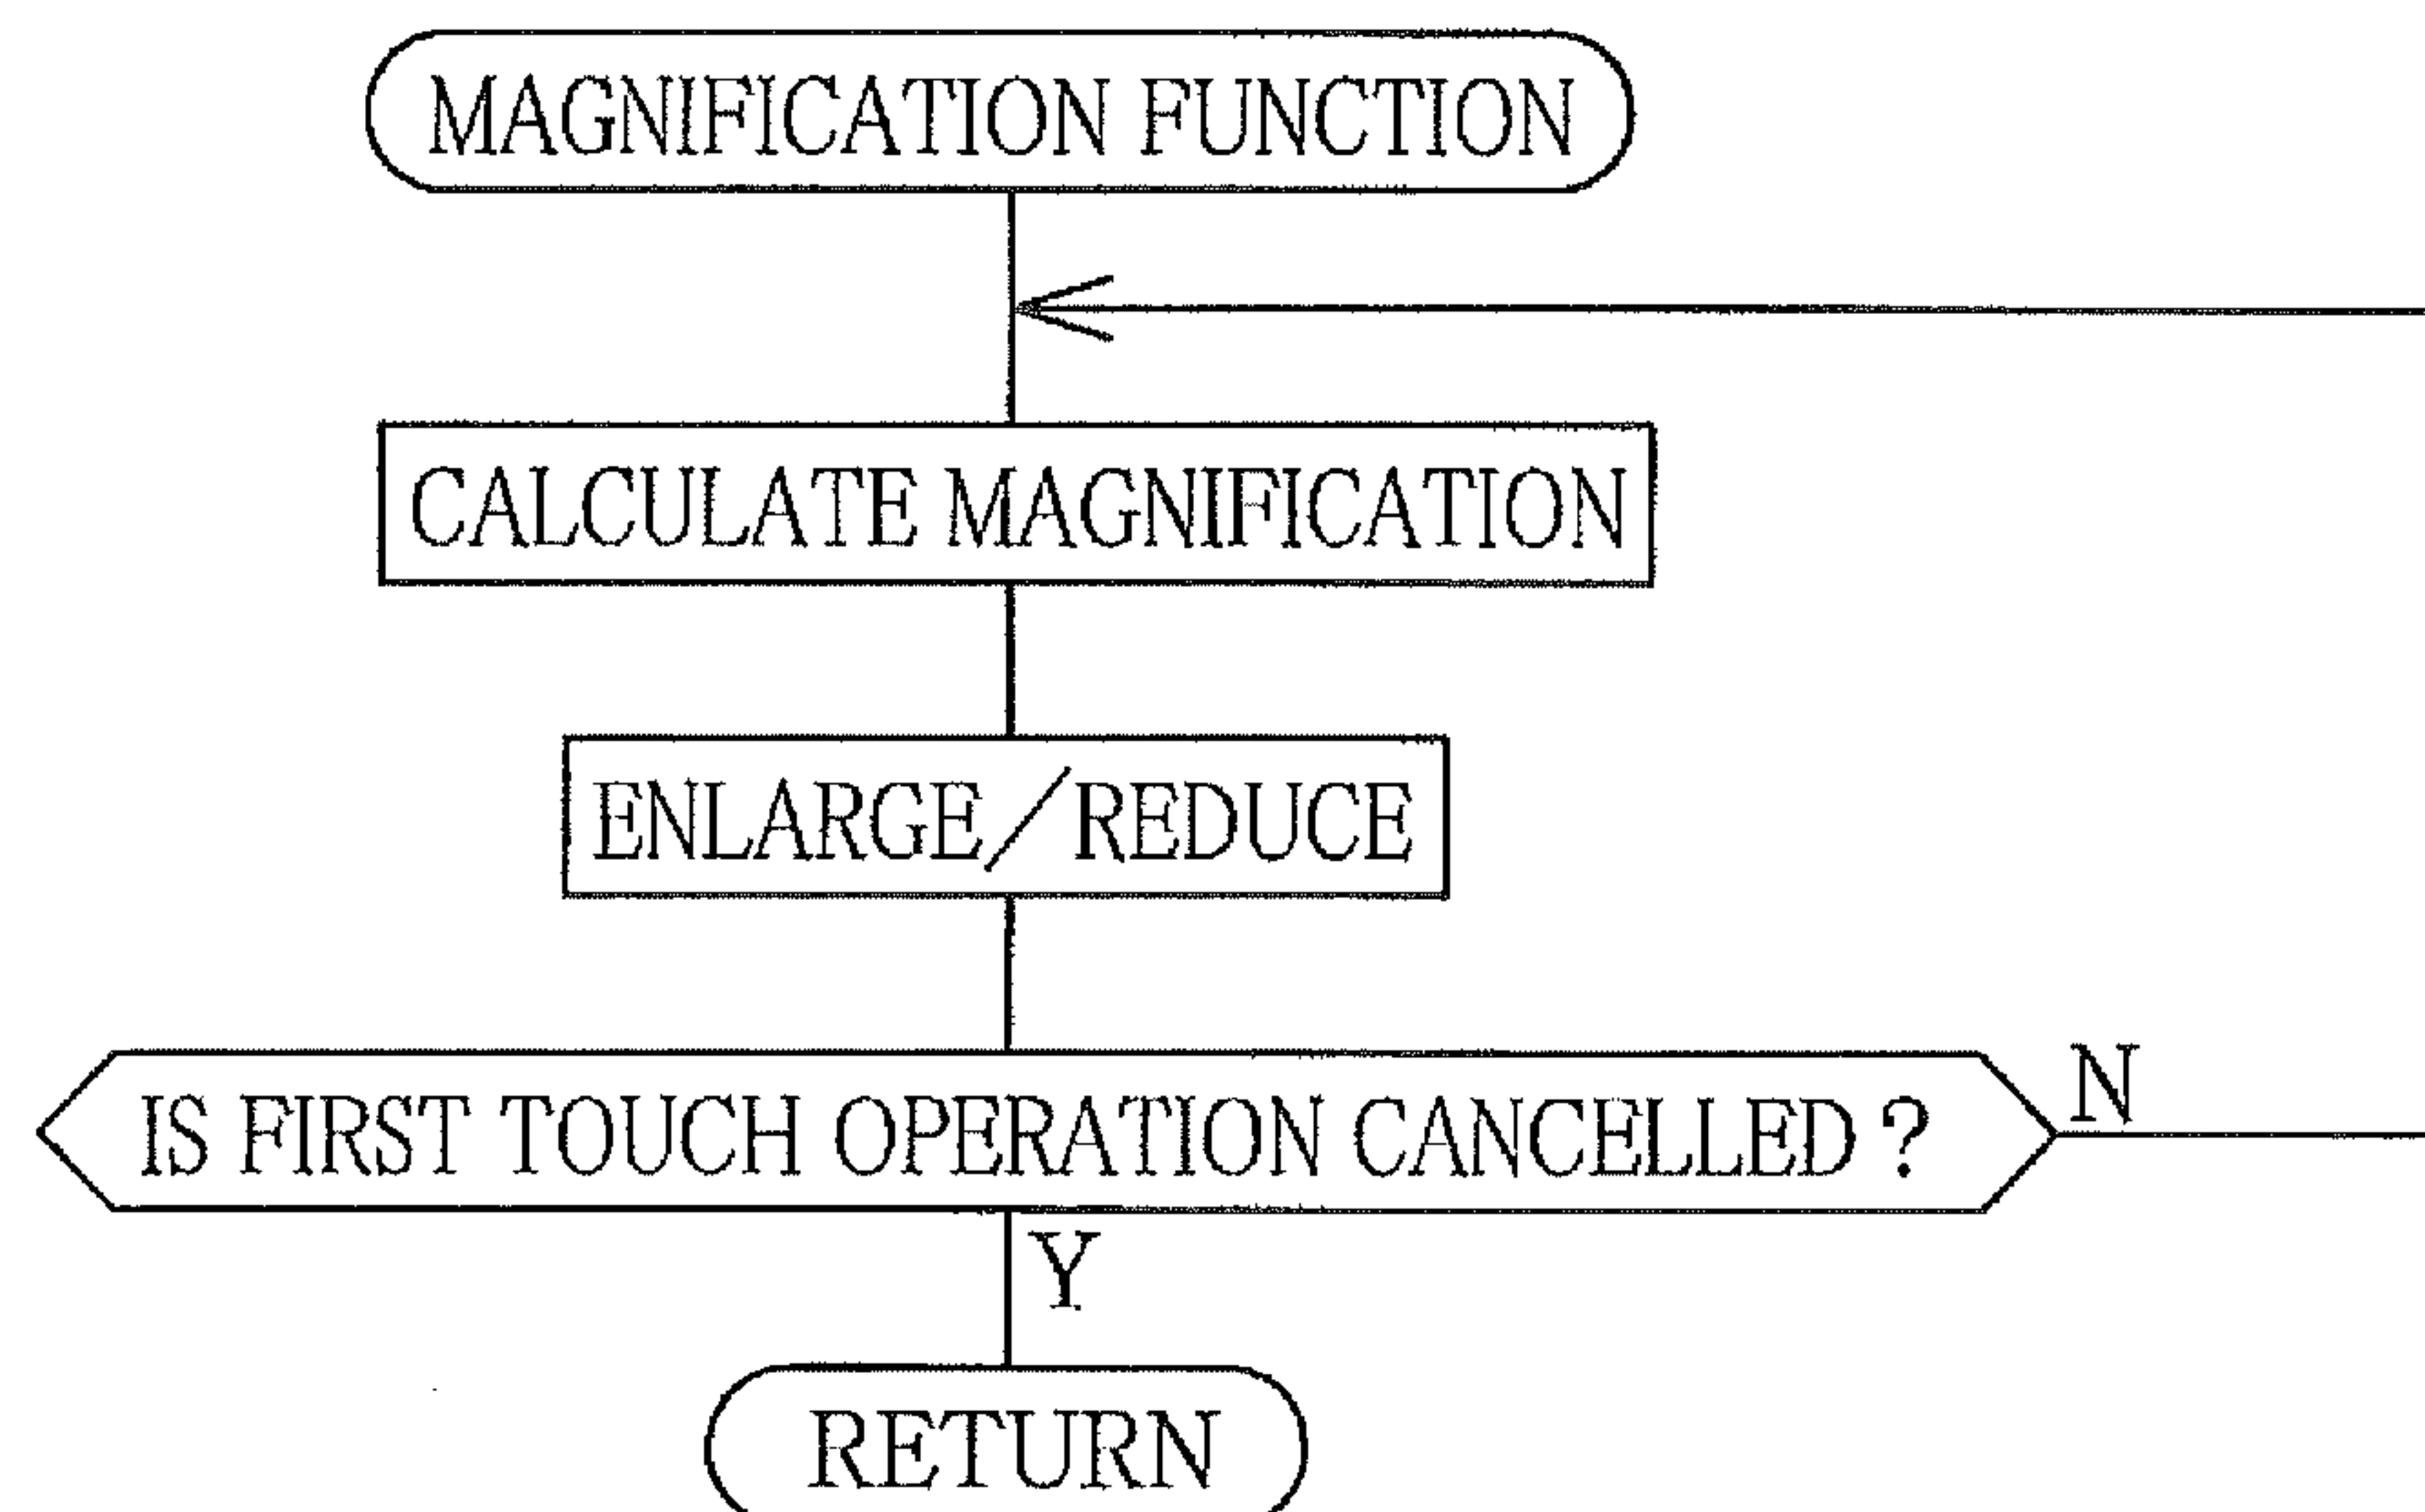 MAGNIFICATION FUNCTION
CALCULATE MAGNIFICATION
ENLARGE/REDUCE
IS FIRST TOUCH OPERATION CANCELLED ?
N
Y
RETURN